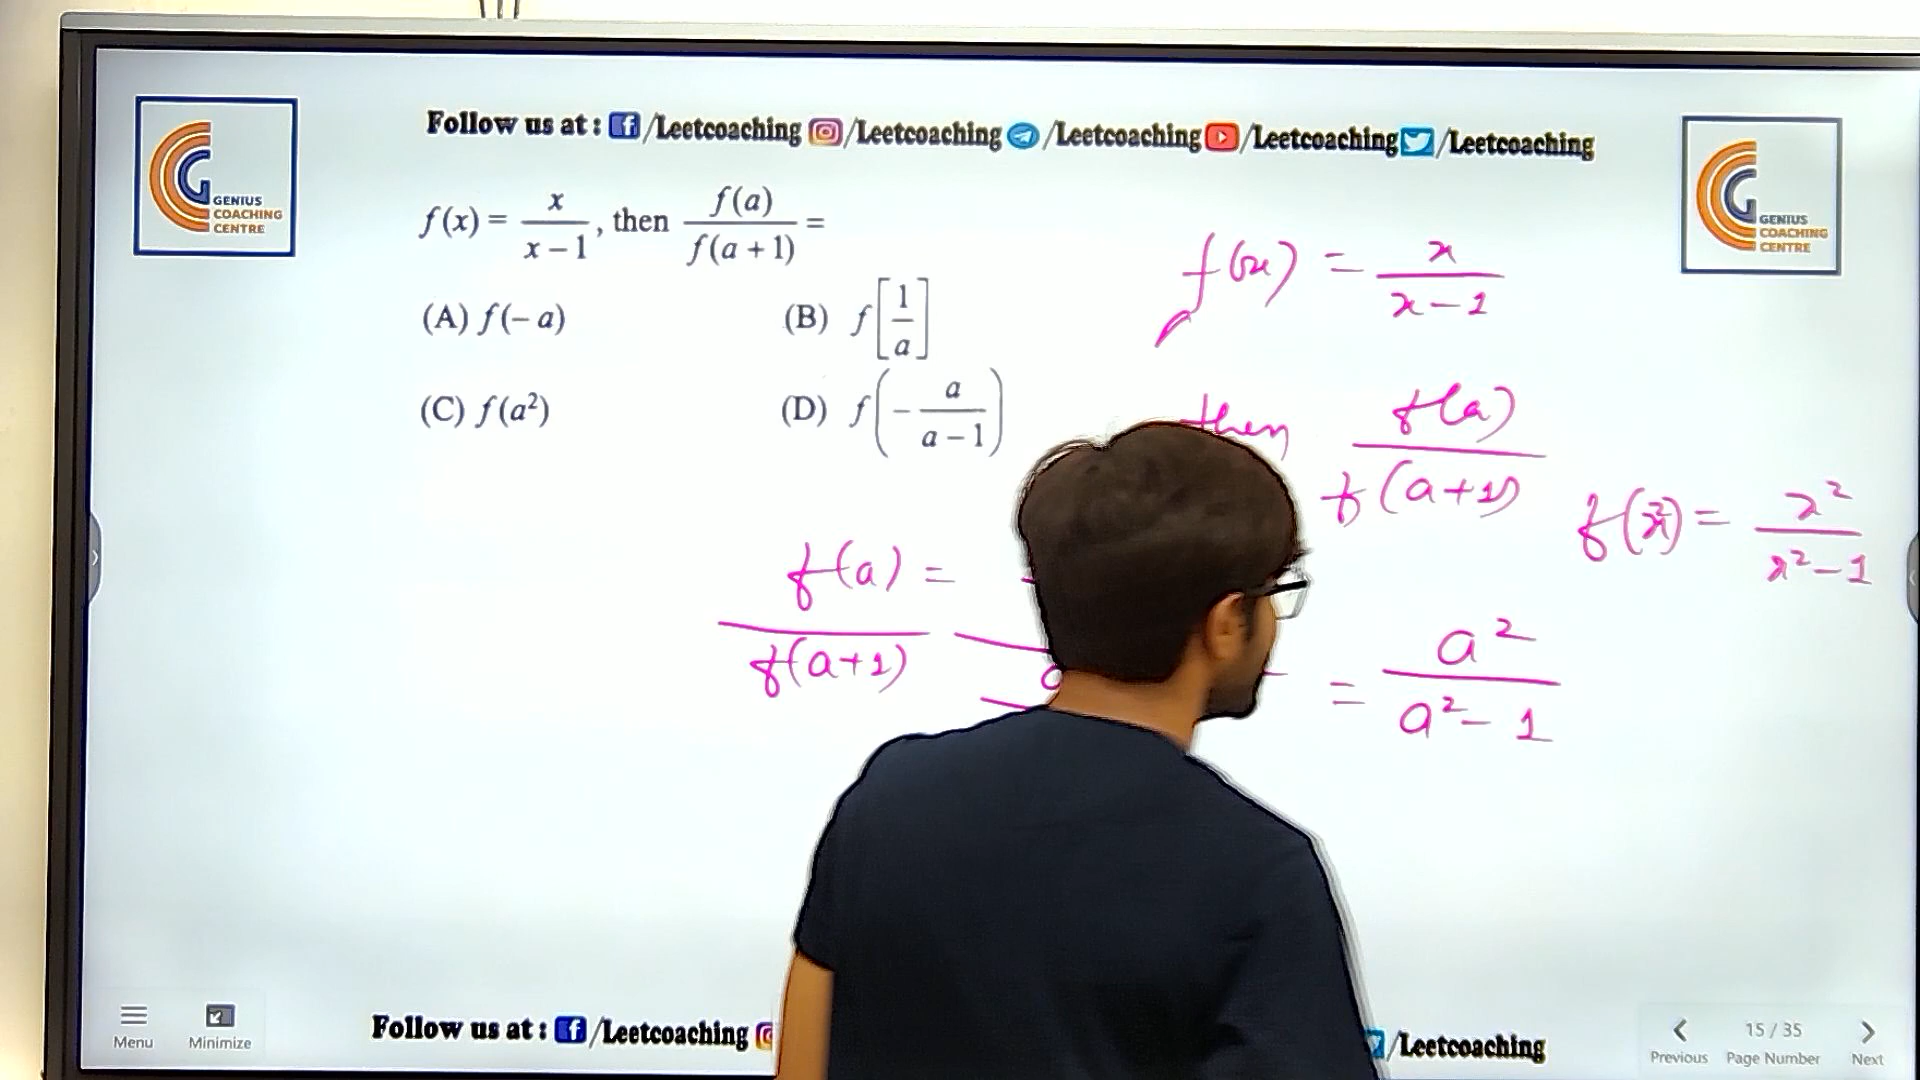 Follow us at : /Leetcoaching /Leetcoaching /Leetcoaching /Leetcoaching /Leetcoaching
GENIUS
COACHING
CENTRE
GENIUS
COACHING
CENTRE
f(x) = x / (x − 1), then f(a) / f(a + 1) =
(A) f(− a)
(B) f[1/a]
(C) f(a²)
(D) f(− a / (a − 1))
f(x) = x / (x − 1)
then f(a) / f(a+1)
f(x²) = x² / (x² − 1)
f(a) / f(a+1) =
= a² / (a² − 1)
Menu
Minimize
Follow us at : /Leetcoaching
/Leetcoaching
15 / 35
Previous Page Number Next